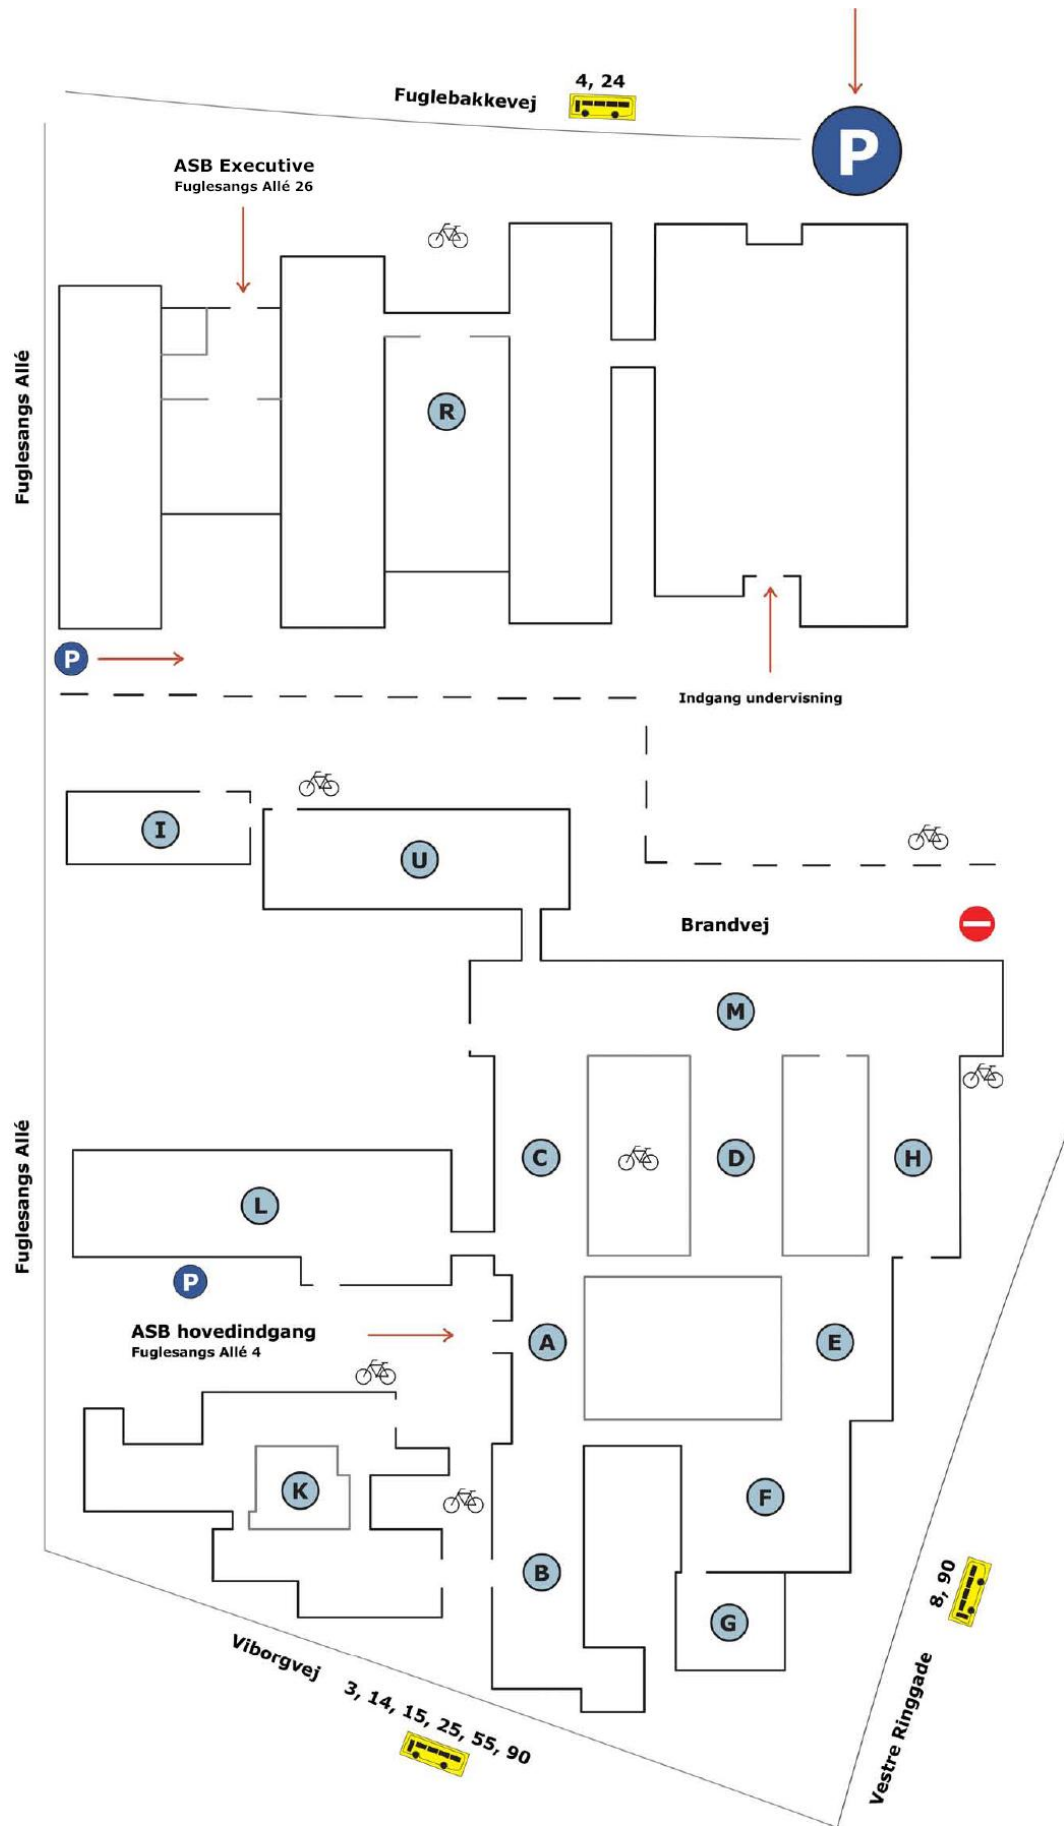 4, 24
Fuglebakkevej
P
ASB Executive
Fuglesangs Allé 26
Fuglesangs Allé
R
P
Indgang undervisning
I
U
Brandvej
M
C
D
H
Fuglesangs Allé
L
P
ASB hovedindgang
Fuglesangs Allé 4
A
E
K
F
B
G
8, 90
Viborgvej
3, 14, 15, 25, 55, 90
Vestre Ringgade